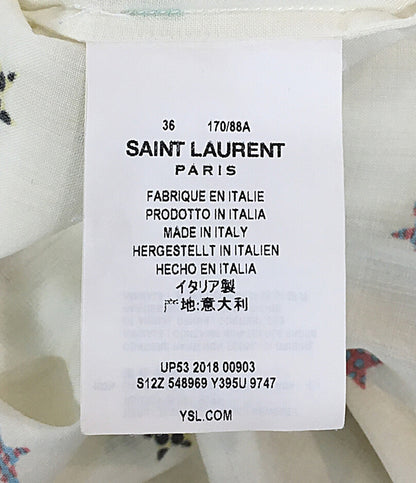 36 170/88A
SAINT LAURENT
PARIS
FABRIQUE EN ITALIE
PRODOTTO IN ITALIA
MADE IN ITALY
HERGESTELLT IN ITALIEN
HECHO EN ITALIA
イタリア製
产地:意大利
UP53 2018 00903
S12Z 548969 Y395U 9747
YSL.COM